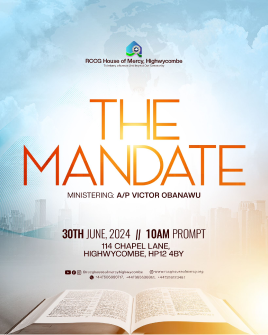 RCCG House of Mercy, Highwycombe
THE
MANDATE
MINISTERING: A/P VICTOR OBANAWU
30TH JUNE, 2024 // 10AM PROMPT
114 CHAPEL LANE,
HIGHWYCOMBE, HP12 4BY